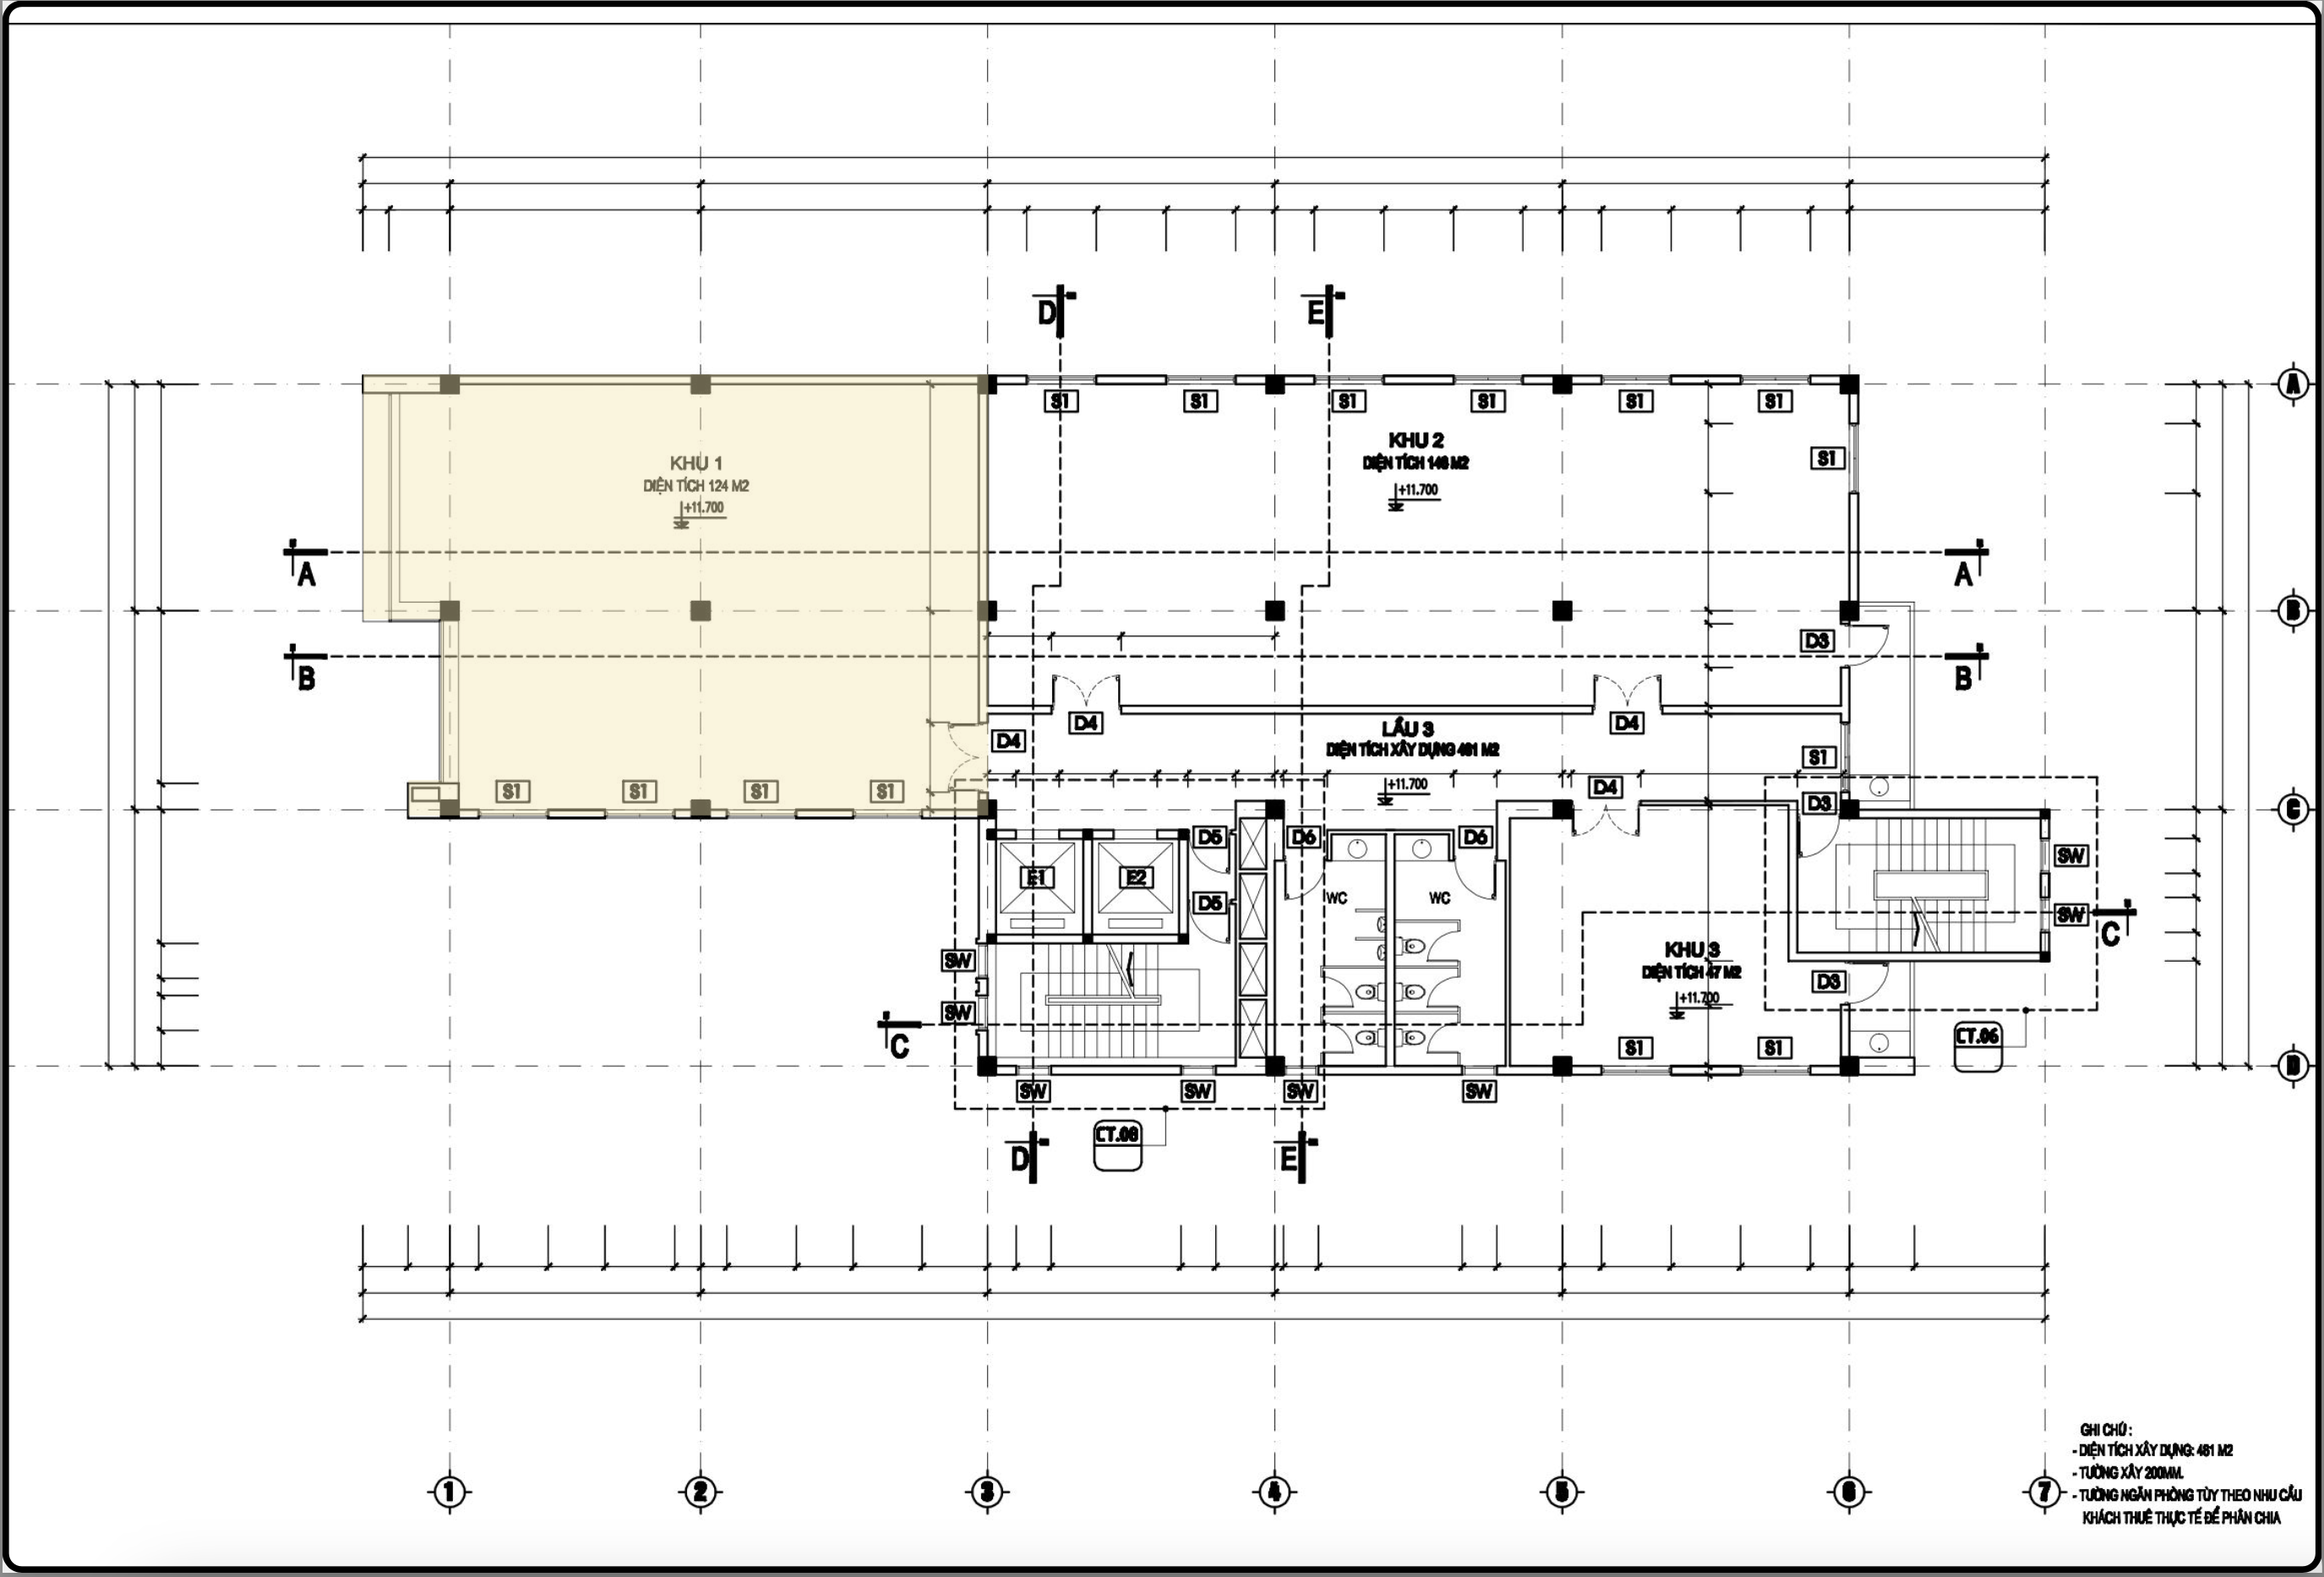 D
E
A
S1
S1
S1
S1
S1
S1
KHU 2
DIỆN TÍCH 146 M2
+11.700
S1
KHU 1
DIỆN TÍCH 124 M2
+11.700
A
A
B
D3
B
B
D4
D4
D4
LẦU 3
DIỆN TÍCH XÂY DỰNG 461 M2
+11.700
S1
S1
S1
S1
S1
D4
D3
C
D5
D6
D6
E1
E2
D5
WC
WC
SW
SW
C
KHU 3
DIỆN TÍCH 47 M2
+11.700
D3
SW
SW
C
S1
S1
CT.06
D
SW
SW
SW
SW
D
E
1
2
3
4
5
6
7
GHI CHÚ :
- DIỆN TÍCH XÂY DỰNG: 461 M2
- TƯỜNG XÂY 200MM.
- TƯỜNG NGĂN PHÒNG TÙY THEO NHU CẦU
KHÁCH THUÊ THỰC TẾ ĐỂ PHÂN CHIA